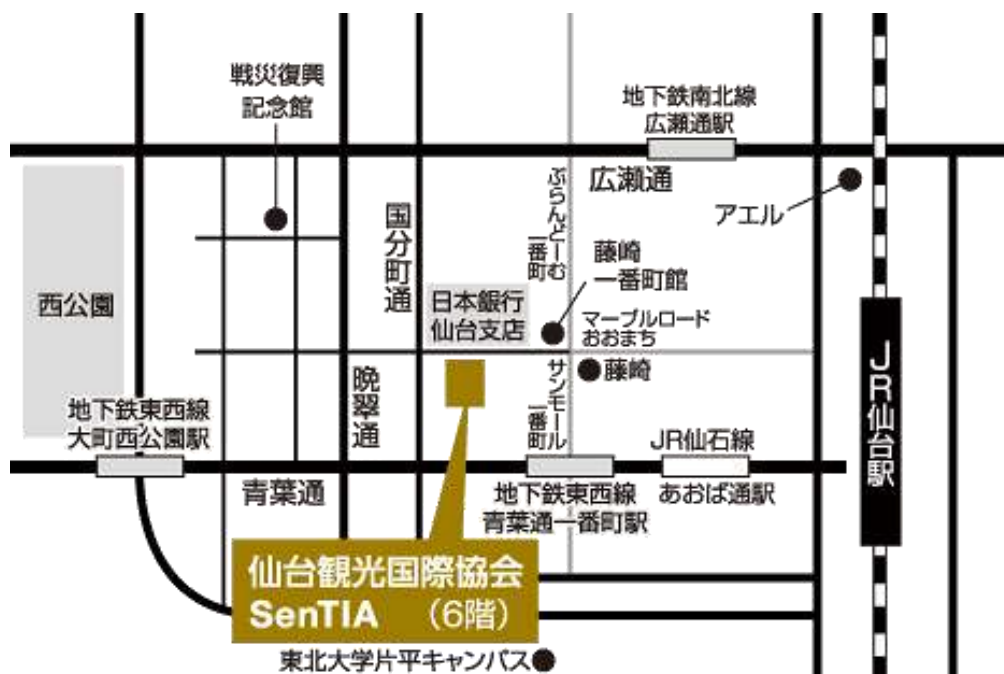 戦災復興
記念館
地下鉄南北線
広瀬通駅
広瀬通
アエル
ぶらんどーむ
一番町
国分町通
藤崎
一番町館
西公園
日本銀行
仙台支店
マーブルロード
おおまち
藤崎
晩翠通
サンモール
一番町
JR仙台駅
地下鉄東西線
大町西公園駅
JR仙石線
あおば通駅
青葉通
地下鉄東西線
青葉通一番町駅
仙台観光国際協会
SenTIA （6階）
東北大学片平キャンパス